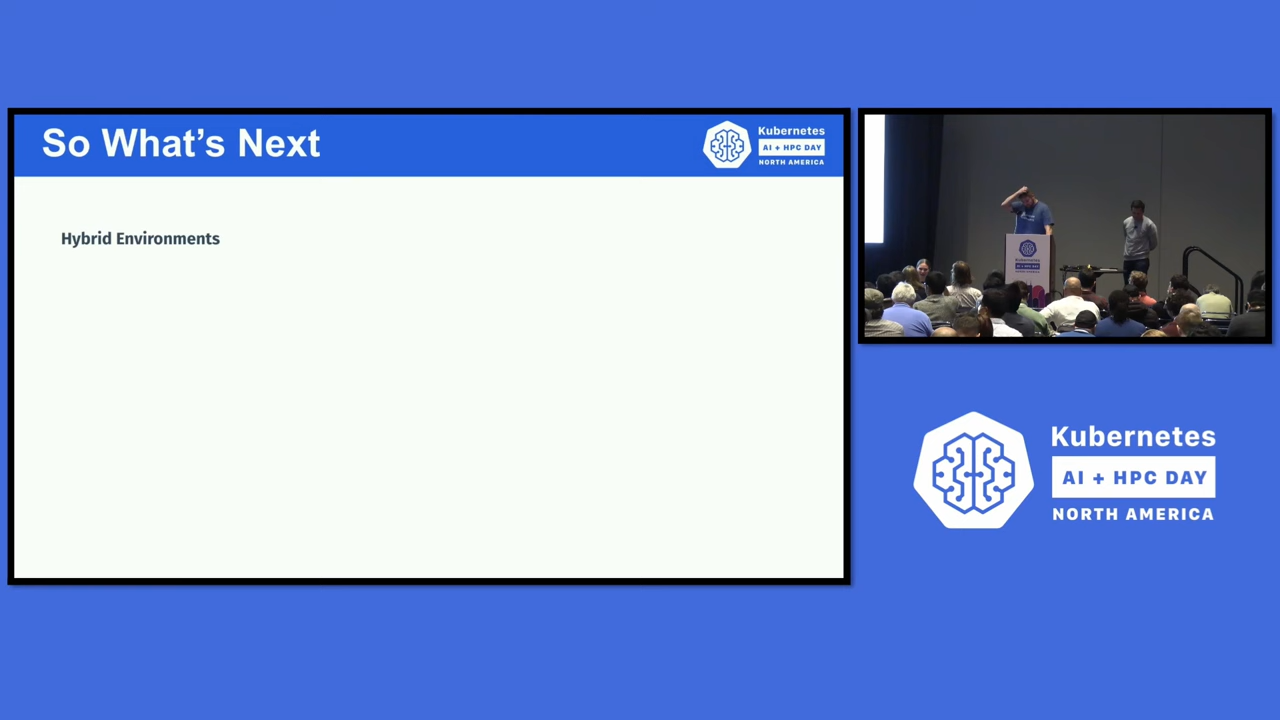 So What's Next
Kubernetes
AI + HPC DAY
NORTH AMERICA
Hybrid Environments
Kubernetes
AI + HPC DAY
NORTH AMERICA